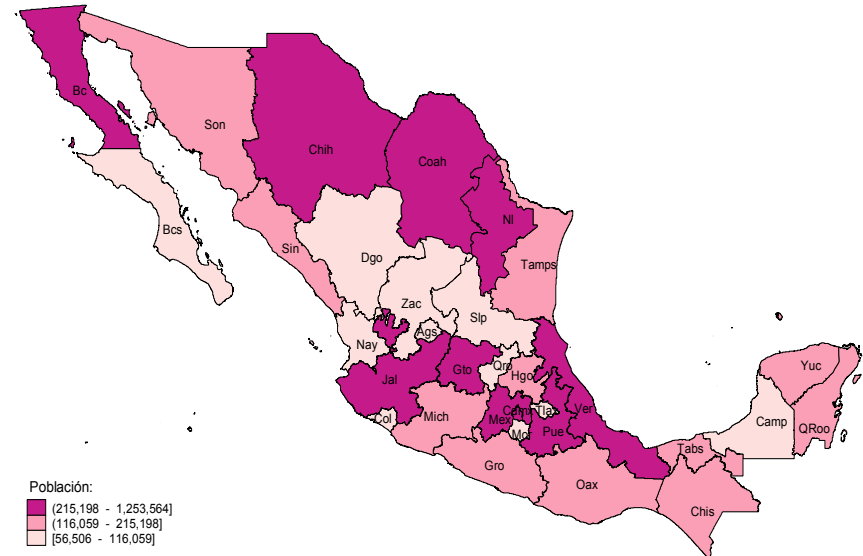 Bc
Son
Chih
Coah
Nl
Bcs
Sin
Dgo
Tamps
Zac
Slp
Nay
Ags
Jal
Gto
Qro
Hgo
Yuc
Col
Mich
Mex
Cdmx
Tlax
Mor
Pue
Ver
Camp
QRoo
Tabs
Gro
Oax
Chis
Población:
(215,198 - 1,253,564]
(116,059 - 215,198]
[56,506 - 116,059]